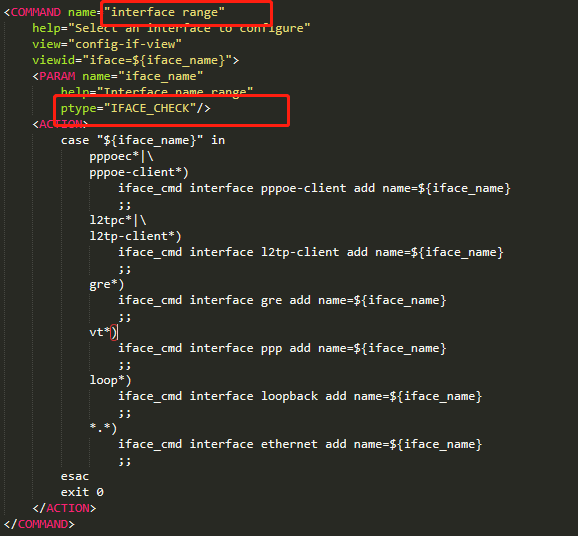 <COMMAND name="interface range"
help="Select an interface to configure"
view="config-if-view"
viewid="iface=${iface_name}">
<PARAM name="iface_name"
help="Interface name range"
ptype="IFACE_CHECK"/>
<ACTION>
case "${iface_name}" in
pppoec*|\
pppoe-client*)
iface_cmd interface pppoe-client add name=${iface_name}
;;
l2tpc*|\
l2tp-client*)
iface_cmd interface l2tp-client add name=${iface_name}
;;
gre*)
iface_cmd interface gre add name=${iface_name}
;;
vt*)
iface_cmd interface ppp add name=${iface_name}
;;
loop*)
iface_cmd interface loopback add name=${iface_name}
;;
*.*)
iface_cmd interface ethernet add name=${iface_name}
;;
esac
exit 0
</ACTION>
</COMMAND>